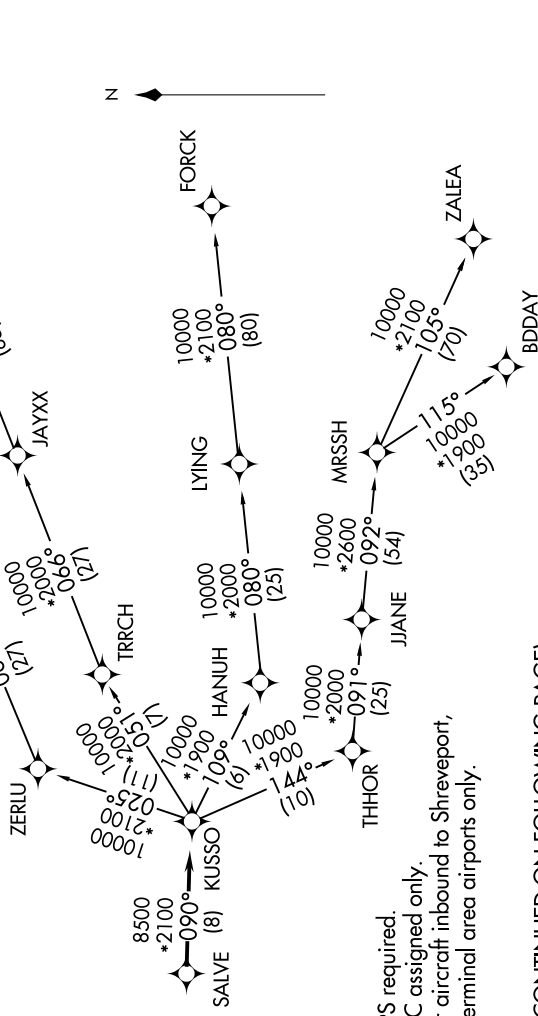 N
FORCK
10000
*2100
080°
(80)
ZALEA
10000
*2100
105°
(70)
BDDAY
115°
10000
*1900
(35)
JAYXX
LYING
MRSSH
10000
*2000
066°
(27)
10000
*2000
080°
(25)
10000
*2600
092°
(54)
(27)
TRRCH
HANUH
JJANE
ZERLU
10000
*2000
051°
(7)
10000
*1900
109°
(6)
10000
*1900
144°
(10)
10000
*2000
091°
(25)
THHOR
10000
*2100
025°
(11)
KUSSO
8500
*2100
090°
(8)
SALVE
required.
assigned only.
aircraft inbound to Shreveport,
area airports only.
ON FOLLOWING PAGE)